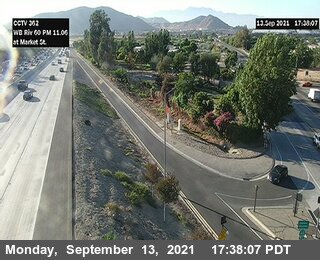 CCTV 362
WB Riv 60 PM 11.06
at Market St.
13.Sep 2021 17:38:07
Monday, September 13, 2021 17:38:07 PDT